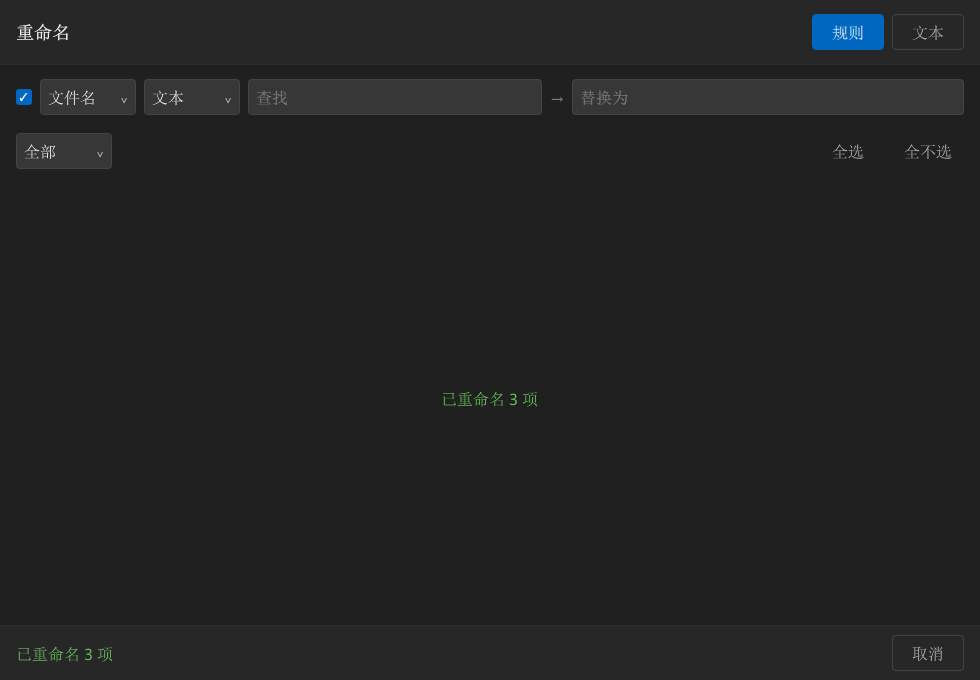 重命名 规则 文本
文件名 文本 查找 → 替换为
全部 全选 全不选
已重命名 3 项
已重命名 3 项 取消